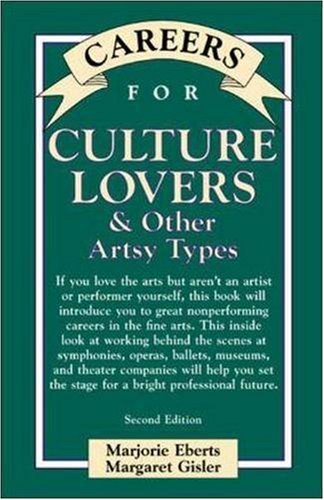 CAREERS
FOR
CULTURE
LOVERS
& Other
Artsy Types
If you love the arts but aren't an artist
or performer yourself, this book will
introduce you to great nonperforming
careers in the fine arts. This inside
look at working behind the scenes at
symphonies, operas, ballets, museums,
and theater companies will help you set
the stage for a bright professional future.
Second Edition
Marjorie Eberts
Margaret Gisler